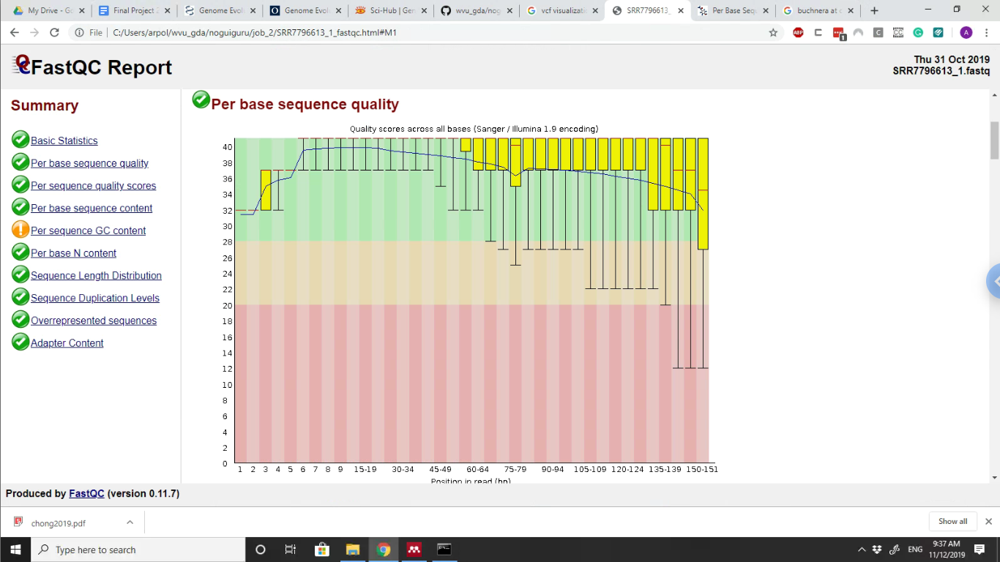 My Drive - G
Final Project
Genome Evol
Genome Evol
Sci-Hub | Gen
wvu_gda/nog
vcf visualizati
SRR7796613_
Per Base Seq
buchnera at c
File
C:/Users/arpol/wvu_gda/noguiguru/job_2/SRR7796613_1_fastqc.html#M1
ABP
1
C
CC
A
FastQC Report
Thu 31 Oct 2019
SRR7796613_1.fastq
Summary
Basic Statistics
Per base sequence quality
Per sequence quality scores
Per base sequence content
Per sequence GC content
Per base N content
Sequence Length Distribution
Sequence Duplication Levels
Overrepresented sequences
Adapter Content
Per base sequence quality
Quality scores across all bases (Sanger / Illumina 1.9 encoding)
40
38
36
34
32
30
28
26
24
22
20
18
16
14
12
10
8
6
4
2
0
1 2 3 4 5 6 7 8 9 15-19 30-34 45-49 60-64 75-79 90-94 105-109 120-124 135-139 150-151
Position in read (bp)
Produced by FastQC (version 0.11.7)
chong2019.pdf
Show all
Type here to search
ENG
9:37 AM
11/12/2019